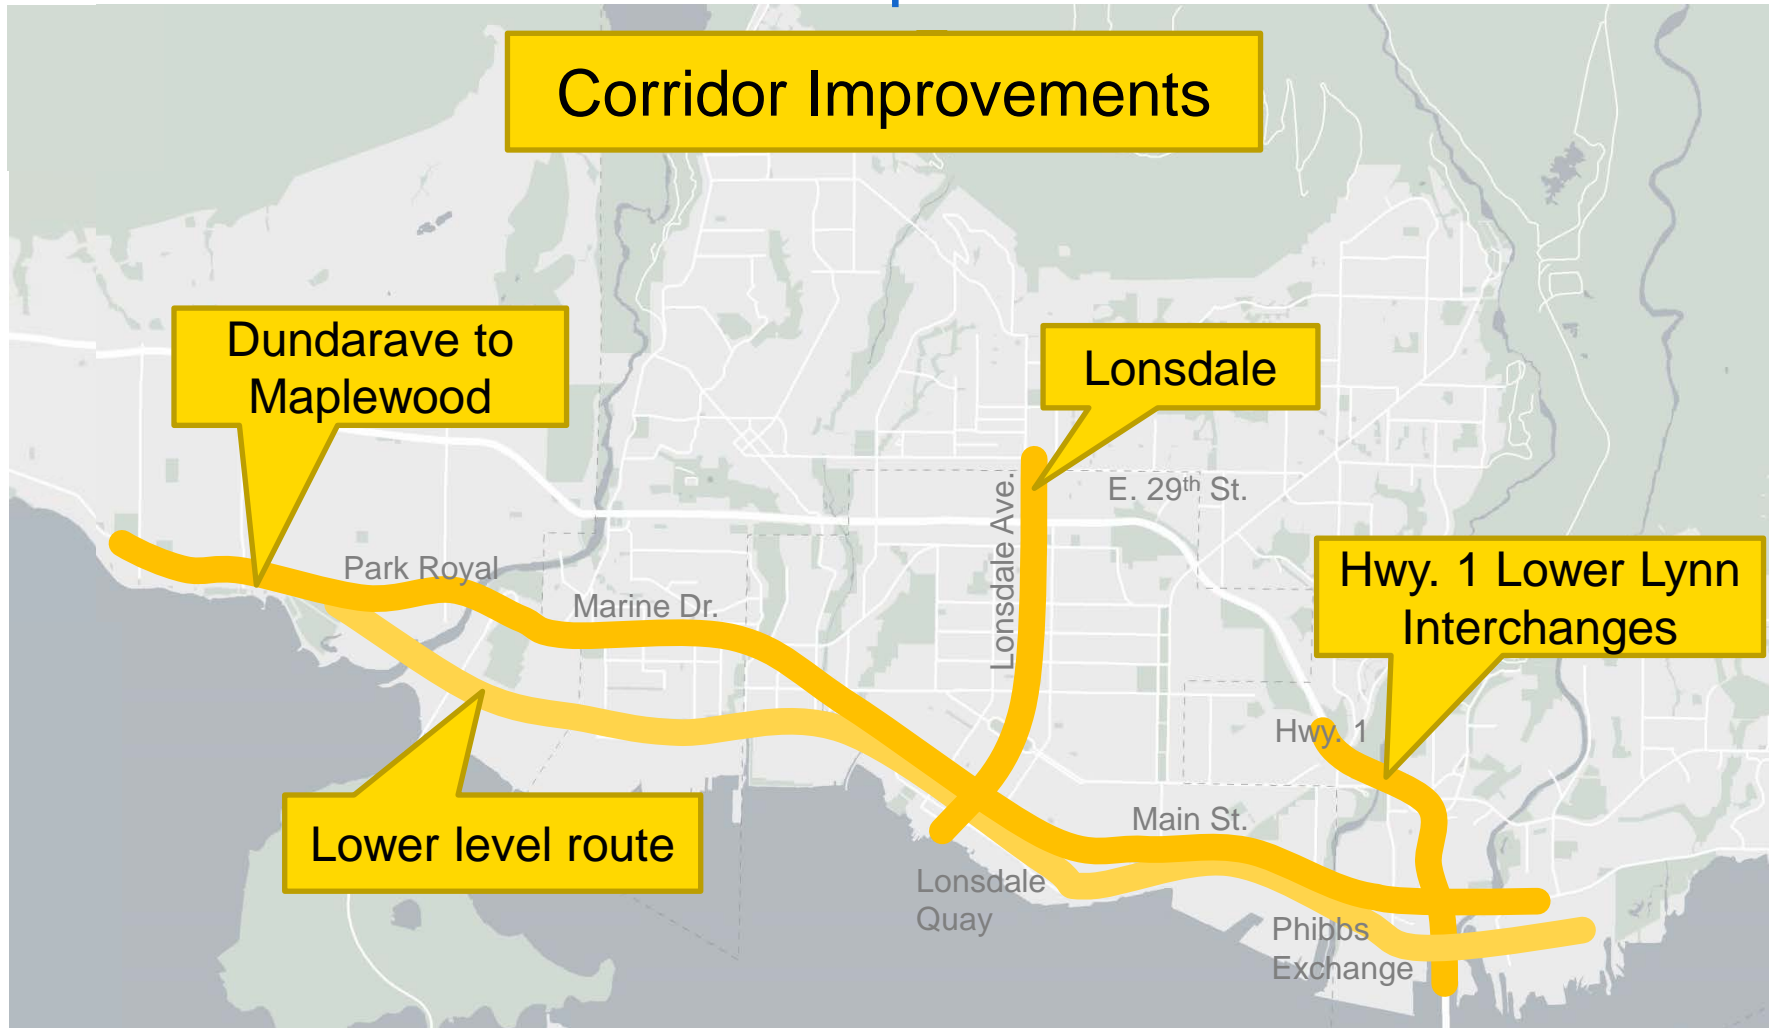 Corridor Improvements
Dundarave to
Maplewood
Lonsdale
E. 29th St.
Lonsdale Ave.
Hwy. 1 Lower Lynn
Interchanges
Park Royal
Marine Dr.
Hwy. 1
Lower level route
Main St.
Lonsdale
Quay
Phibbs
Exchange